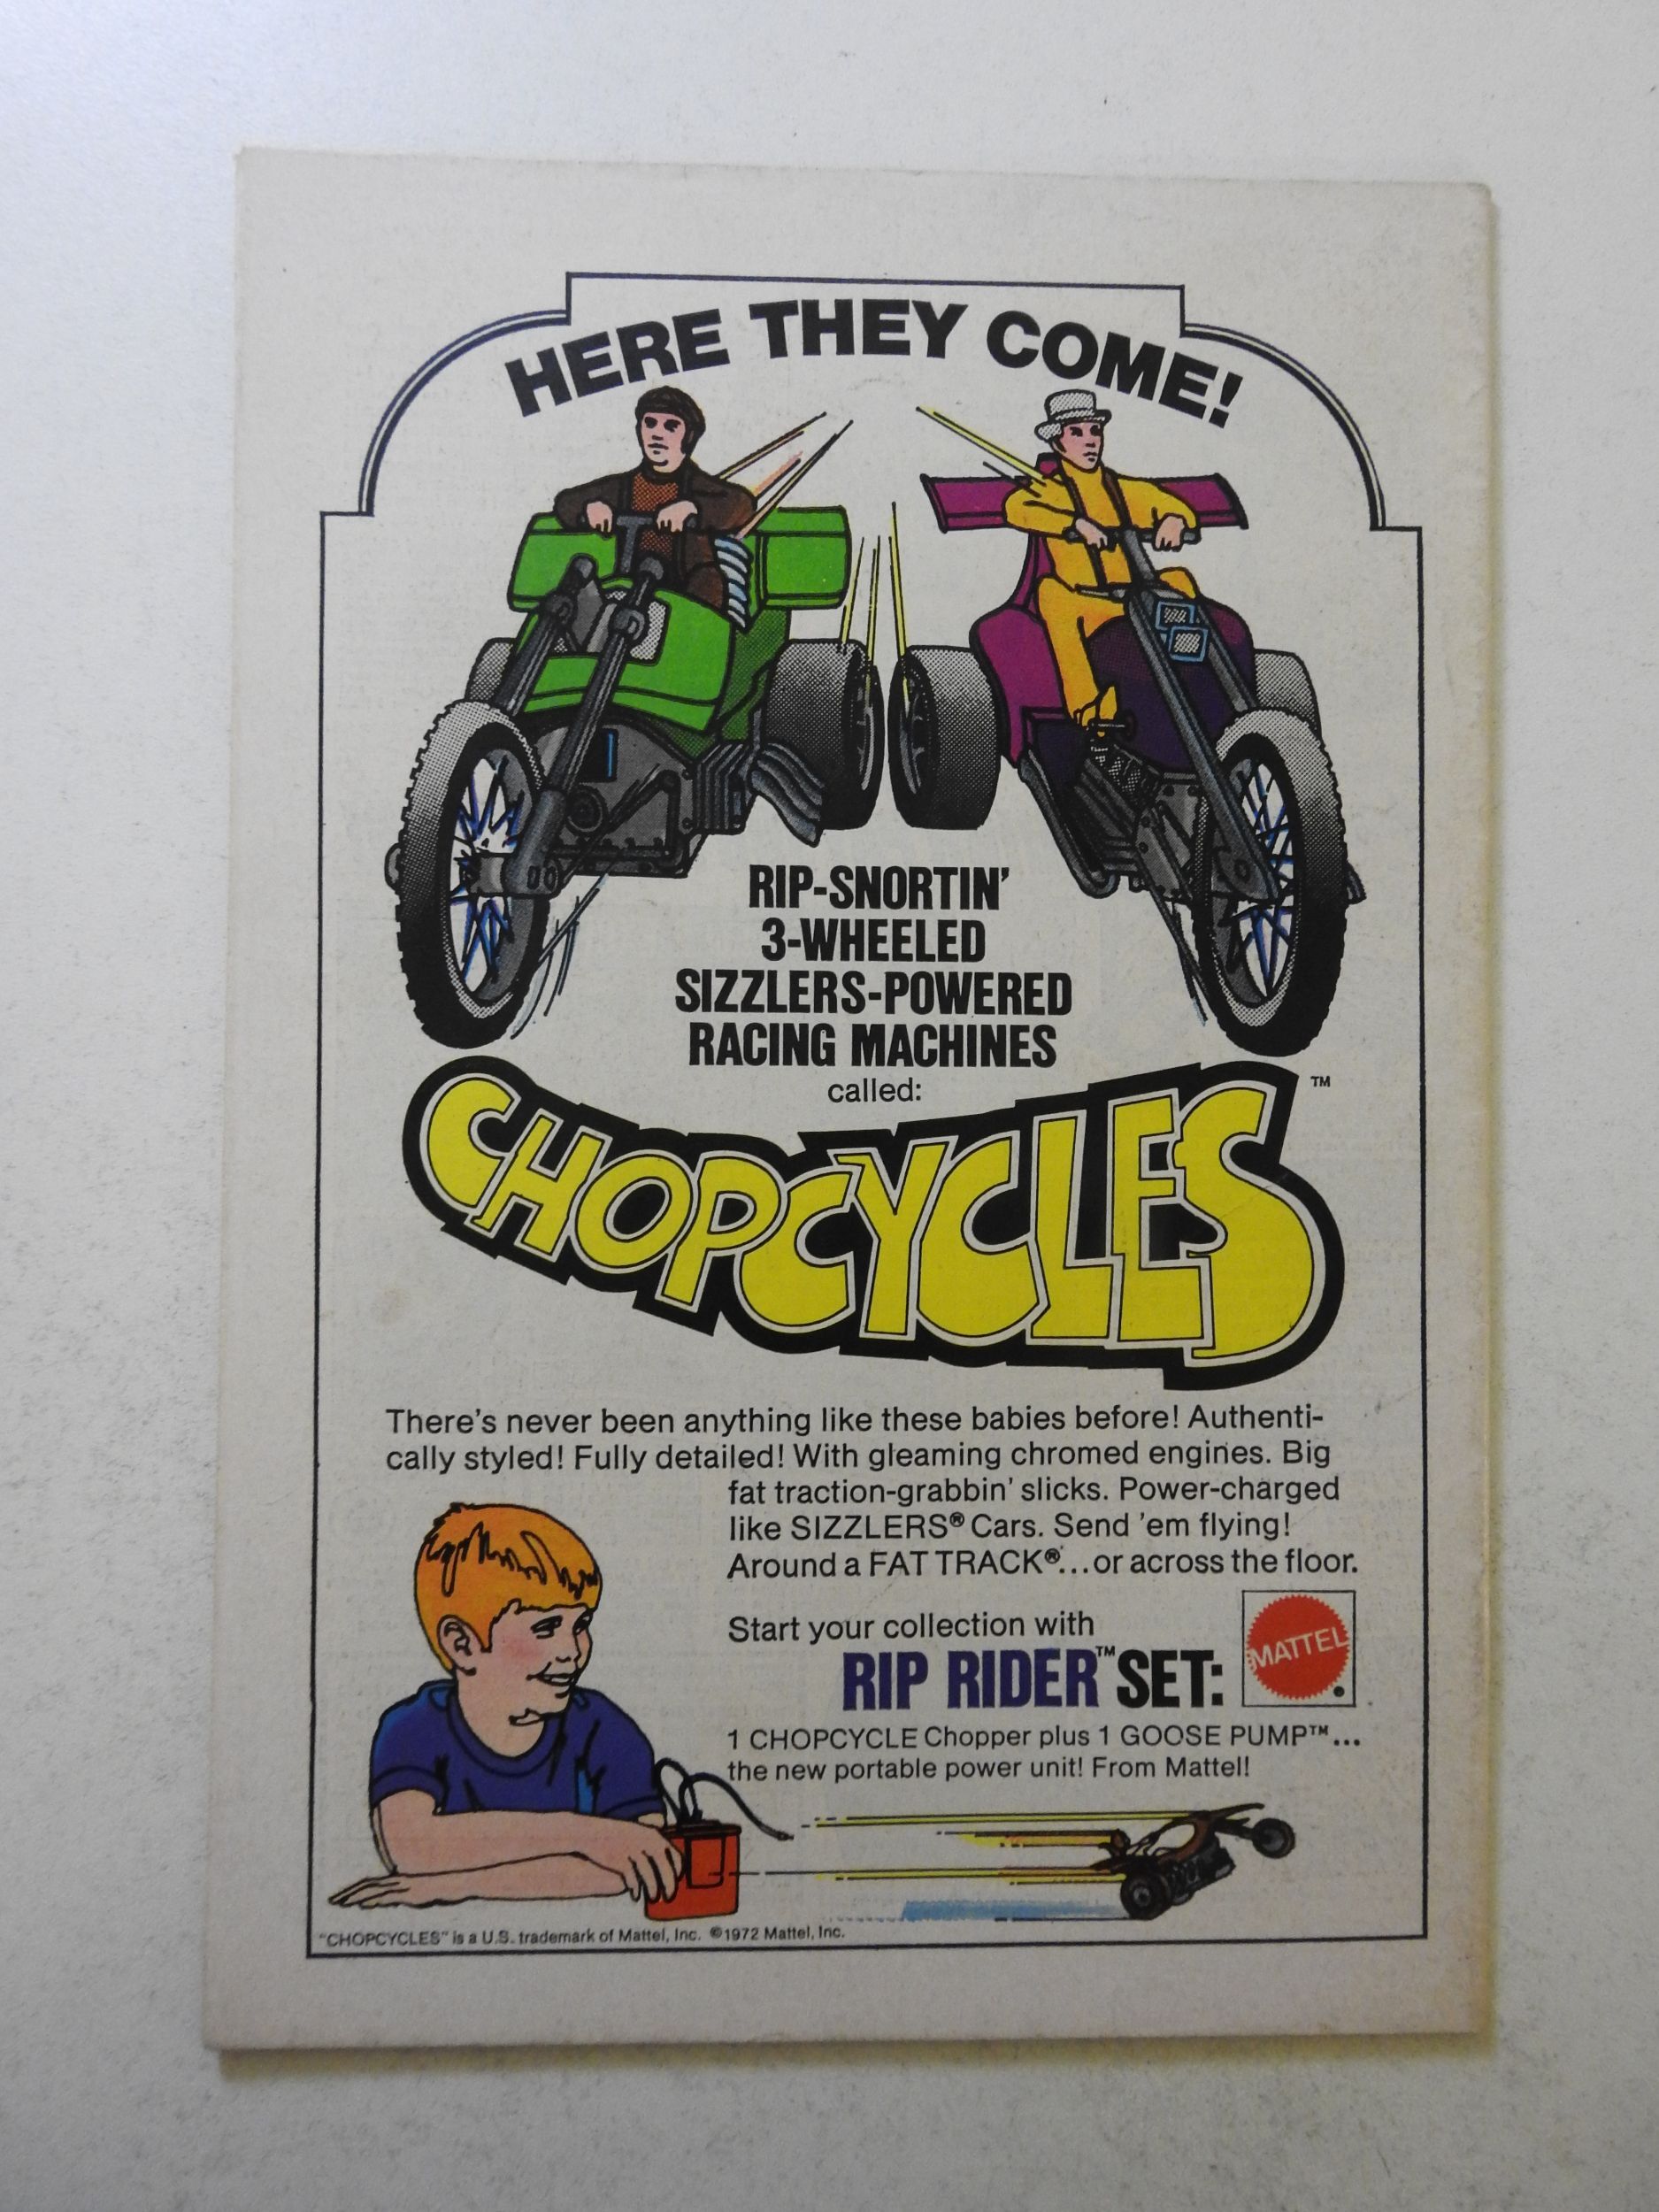 HERE THEY COME!
RIP-SNORTIN'
3-WHEELED
SIZZLERS-POWERED
RACING MACHINES
called:
CHOPCYCLES™
There's never been anything like these babies before! Authenti-
cally styled! Fully detailed! With gleaming chromed engines. Big
fat traction-grabbin' slicks. Power-charged
like SIZZLERS® Cars. Send 'em flying!
Around a FAT TRACK®...or across the floor.
Start your collection with
RIP RIDER™ SET:
MATTEL
1 CHOPCYCLE Chopper plus 1 GOOSE PUMP™...
the new portable power unit! From Mattel!
"CHOPCYCLES" is a U.S. trademark of Mattel, Inc. ©1972 Mattel, Inc.